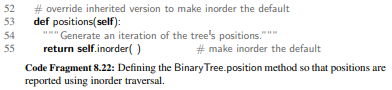 52 # override inherited version to make inorder the default
53 def positions(self):
54 """Generate an iteration of the tree's positions."""
55 return self.inorder( ) # make inorder the default
Code Fragment 8.22: Defining the BinaryTree.position method so that positions are
reported using inorder traversal.